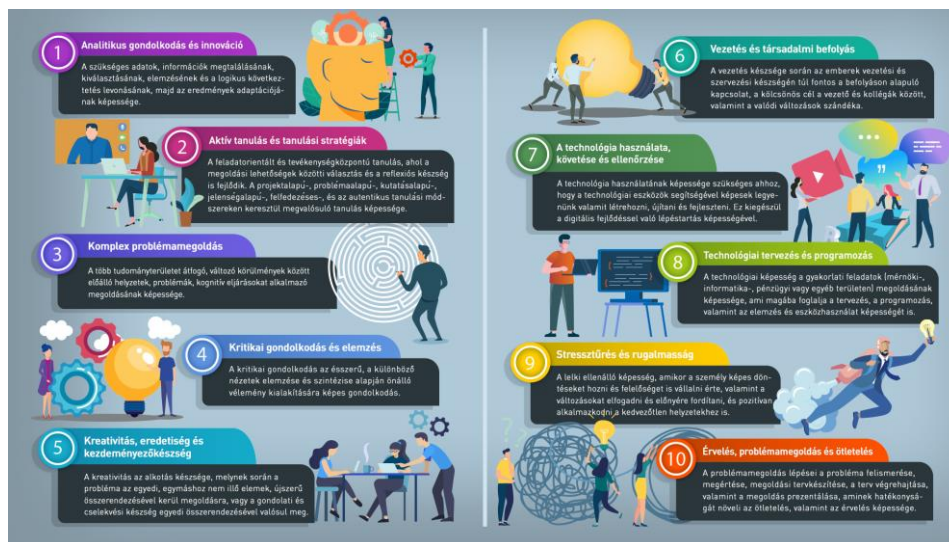 1
Analitikus gondolkodás és innováció
A szükséges adatok, információk megtalálásának,
kiválasztásának, elemzésének és a logikus következ-
tetés levonásának, majd az eredmények adaptációjá-
nak képessége.
2
Aktív tanulás és tanulási stratégiák
A feladatorientált és tevékenységközpontú tanulás, ahol a
megoldási lehetőségek közötti választás és a reflexiós készség
is fejlődik. A projektalapú-, problémaalapú-, kutatásalapú-,
jelenségalapú-, felfedezéses-, és az autentikus tanulási mód-
szereken keresztül megvalósuló tanulás képessége.
3
Komplex problémamegoldás
A több tudományterületet átfogó, változó körülmények között
előálló helyzetek, problémák, kognitív eljárásokat alkalmazó
megoldásának képessége.
4
Kritikai gondolkodás és elemzés
A kritikai gondolkodás az ésszerű, a különböző
nézetek elemzése és szintézise alapján önálló
vélemény kialakítására képes gondolkodás.
5
Kreativitás, eredetiség és
kezdeményezőkészség
A kreativitás az alkotás készsége, melynek során a
probléma az egyedi, egymáshoz nem illő elemek, újszerű
összerendezésével kerül megoldásra, vagy a gondolati és
cselekvési készség egyedi összerendezésével valósul meg.
6
Vezetés és társadalmi befolyás
A vezetés készsége során az emberek vezetési és
szervezési készségén túl fontos a befolyáson alapuló
kapcsolat, a kölcsönös cél a vezető és kollégák között,
valamint a valódi változások szándéka.
7
A technológia használata,
követése és ellenőrzése
A technológia használatának képessége szükséges ahhoz,
hogy a technológiai eszközök segítségével képesek legye-
nünk valamit létrehozni, újítani és fejleszteni. Ez kiegészül
a digitális fejlődéssel való lépéstartás képességével.
8
Technológiai tervezés és programozás
A technológiai képesség a gyakorlati feladatok (mérnöki-,
informatika-, pénzügyi vagy egyéb területen) megoldásának
képessége, ami magába foglalja a tervezés, a programozás,
valamint az elemzés és eszközhasználat képességét is.
9
Stressztűrés és rugalmasság
A lelki ellenálló képesség, amikor a személy képes dön-
téseket hozni és felelőséget is vállalni érte, valamint a
változásokat elfogadni és előnyére fordítani, és pozitívan
alkalmazkodni a kedvezőtlen helyzetekhez is.
10
Érvelés, problémamegoldás és ötletelés
A problémamegoldás lépései a probléma felismerése,
megértése, megoldási tervkészítése, a terv végrehajtása,
valamint a megoldás prezentálása, aminek hatékonysá-
gát növeli az ötletelés, valamint az érvelés képessége.